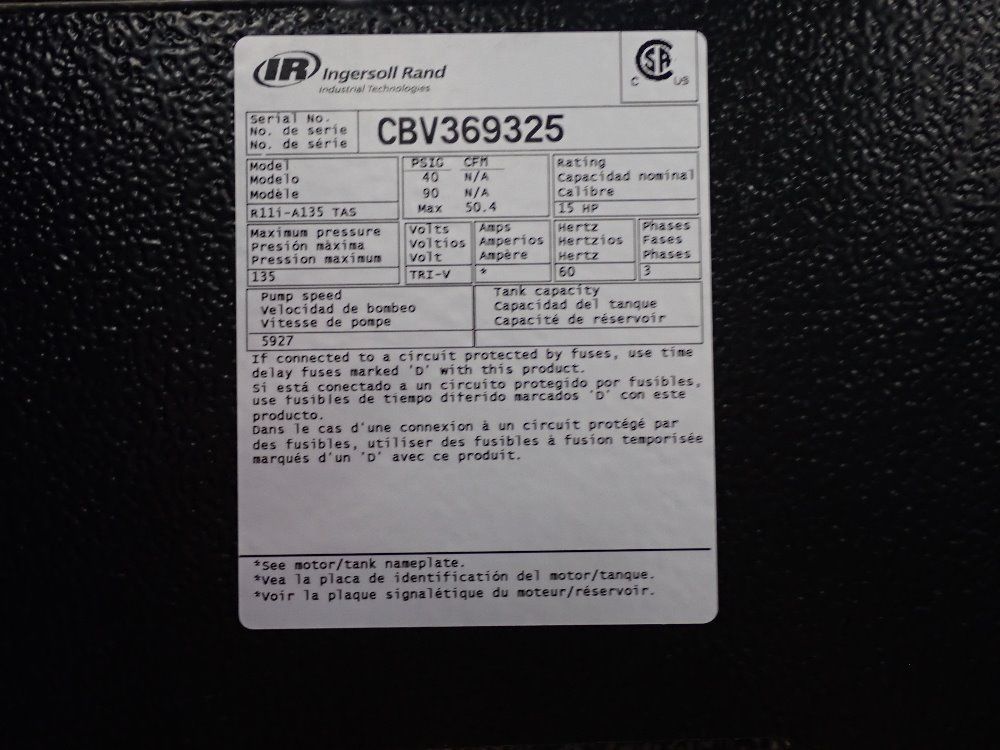 IR Ingersoll Rand
Industrial Technologies
CSA
C US
Serial No.
No. de serie
No. de série
CBV369325
Model
Modelo
Modèle
R11i-A135 TAS
PSIG CFM
40 N/A
90 N/A
Max 50.4
Rating
Capacidad nominal
Calibre
15 HP
Maximum pressure
Presión màxima
Pression maximum
135
Volts
Voltios
Volt
TRI-V
Amps
Amperios
Ampère
*
Hertz
Hertzios
Hertz
60
Phases
Fases
Phases
3
Pump speed
Velocidad de bombeo
Vitesse de pompe
5927
Tank capacity
Capacidad del tanque
Capacité de réservoir
If connected to a circuit protected by fuses, use time
delay fuses marked 'D' with this product.
Si está conectado a un circuito protegido por fusibles,
use fusibles de tiempo diferido marcados 'D' con este
producto.
Dans le cas d'une connexion à un circuit protégé par
des fusibles, utiliser des fusibles à fusion temporisée
marqués d'un 'D' avec ce produit.
*See motor/tank nameplate.
*Vea la placa de identificatión del motor/tanque.
*Voir la plaque signalétique du moteur/réservoir.